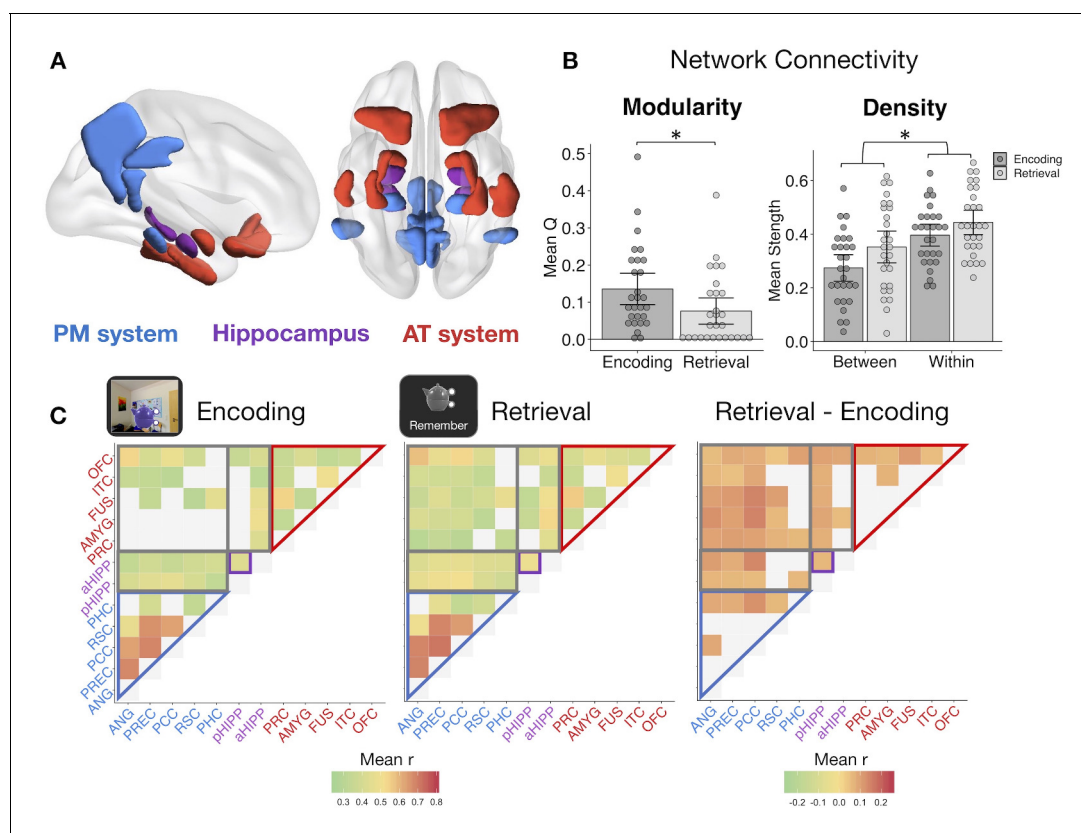 A
PM system
Hippocampus
AT system
B
Network Connectivity
Modularity
Density
*
*
Encoding
Retrieval
Mean Q
0.5
0.4
0.3
0.2
0.1
0.0
Encoding
Retrieval
Mean Stength
0.6
0.4
0.2
0.0
Between
Within
C
Encoding
Remember
Retrieval
Retrieval - Encoding
OFC
ITC
FUS
AMYG
PRC
aHIPP
pHIPP
PHC
RSC
PCC
PREC
ANG
ANG
PREC
PCC
RSC
PHC
pHIPP
aHIPP
PRC
AMYG
FUS
ITC
OFC
ANG
PREC
PCC
RSC
PHC
pHIPP
aHIPP
PRC
AMYG
FUS
ITC
OFC
ANG
PREC
PCC
RSC
PHC
pHIPP
aHIPP
PRC
AMYG
FUS
ITC
OFC
Mean r
0.3 0.4 0.5 0.6 0.7 0.8
Mean r
-0.2 -0.1 0.0 0.1 0.2